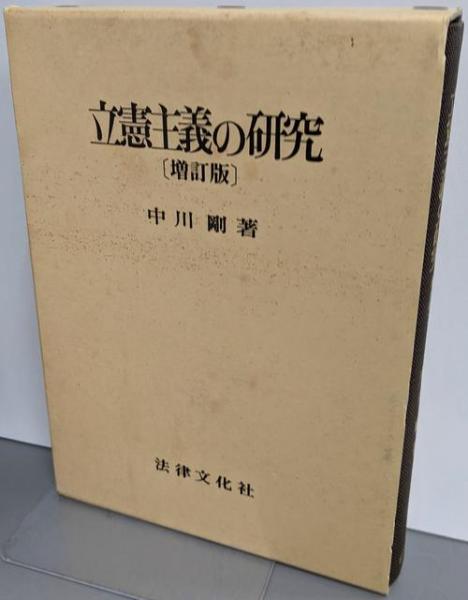 立憲主義の研究
〔増訂版〕
中川剛著
法律文化社